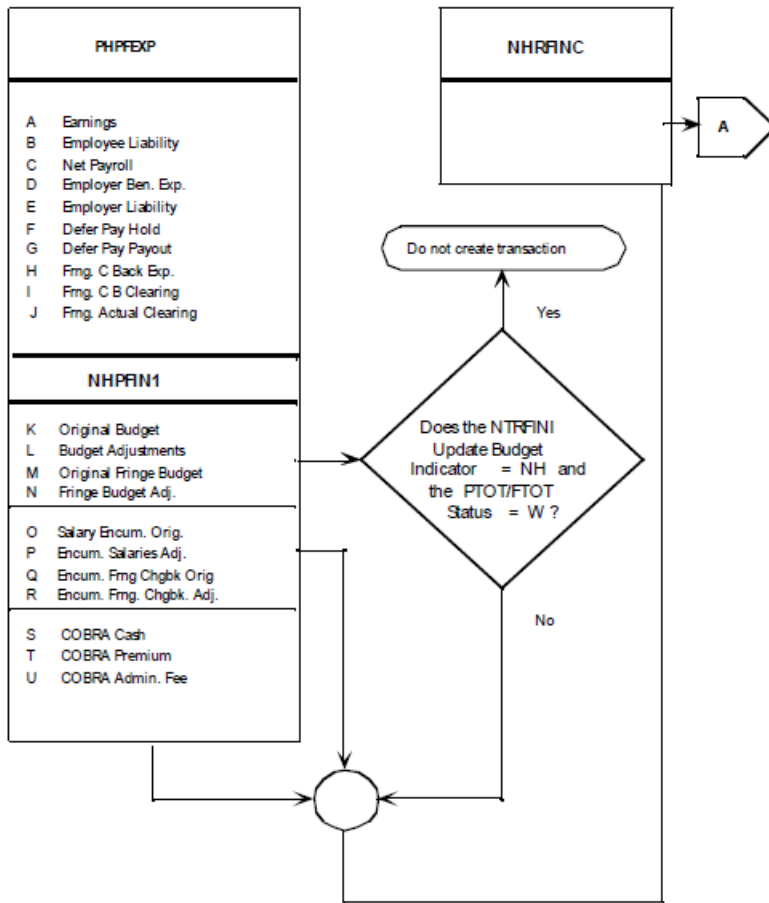 PHPFEXP
A Earnings
B Employee Liability
C Net Payroll
D Employer Ben. Exp.
E Employer Liability
F Defer Pay Hold
G Defer Pay Payout
H Frng. C Back Exp.
I Frng. C B Clearing
J Frng. Actual Clearing
NHPFIN1
K Original Budget
L Budget Adjustments
M Original Fringe Budget
N Fringe Budget Adj.
O Salary Encum. Orig.
P Encum. Salaries Adj.
Q Encum. Frng Chgbk Orig
R Encum. Frng. Chgbk. Adj.
S COBRA Cash
T COBRA Premium
U COBRA Admin. Fee
NHRFINC
A
Do not create transaction
Yes
Does the NTRFINI
Update Budget
Indicator = NH and
the PTOT/FTOT
Status = W ?
No